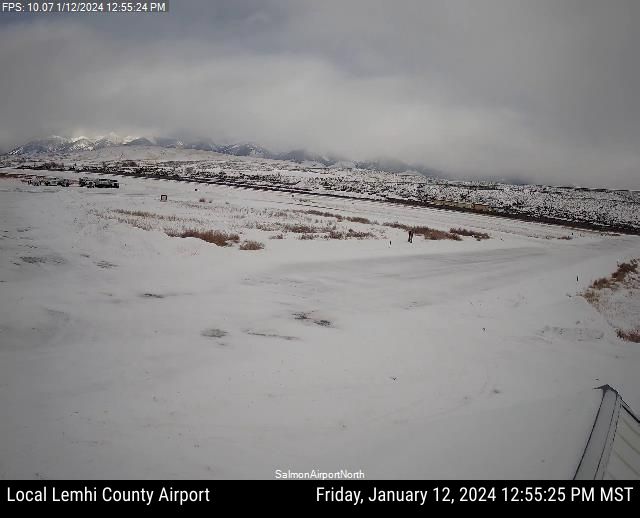 FPS: 10.07 1/12/2024 12:55:24 PM
SalmonAirportNorth
Local Lemhi County Airport Friday, January 12, 2024 12:55:25 PM MST